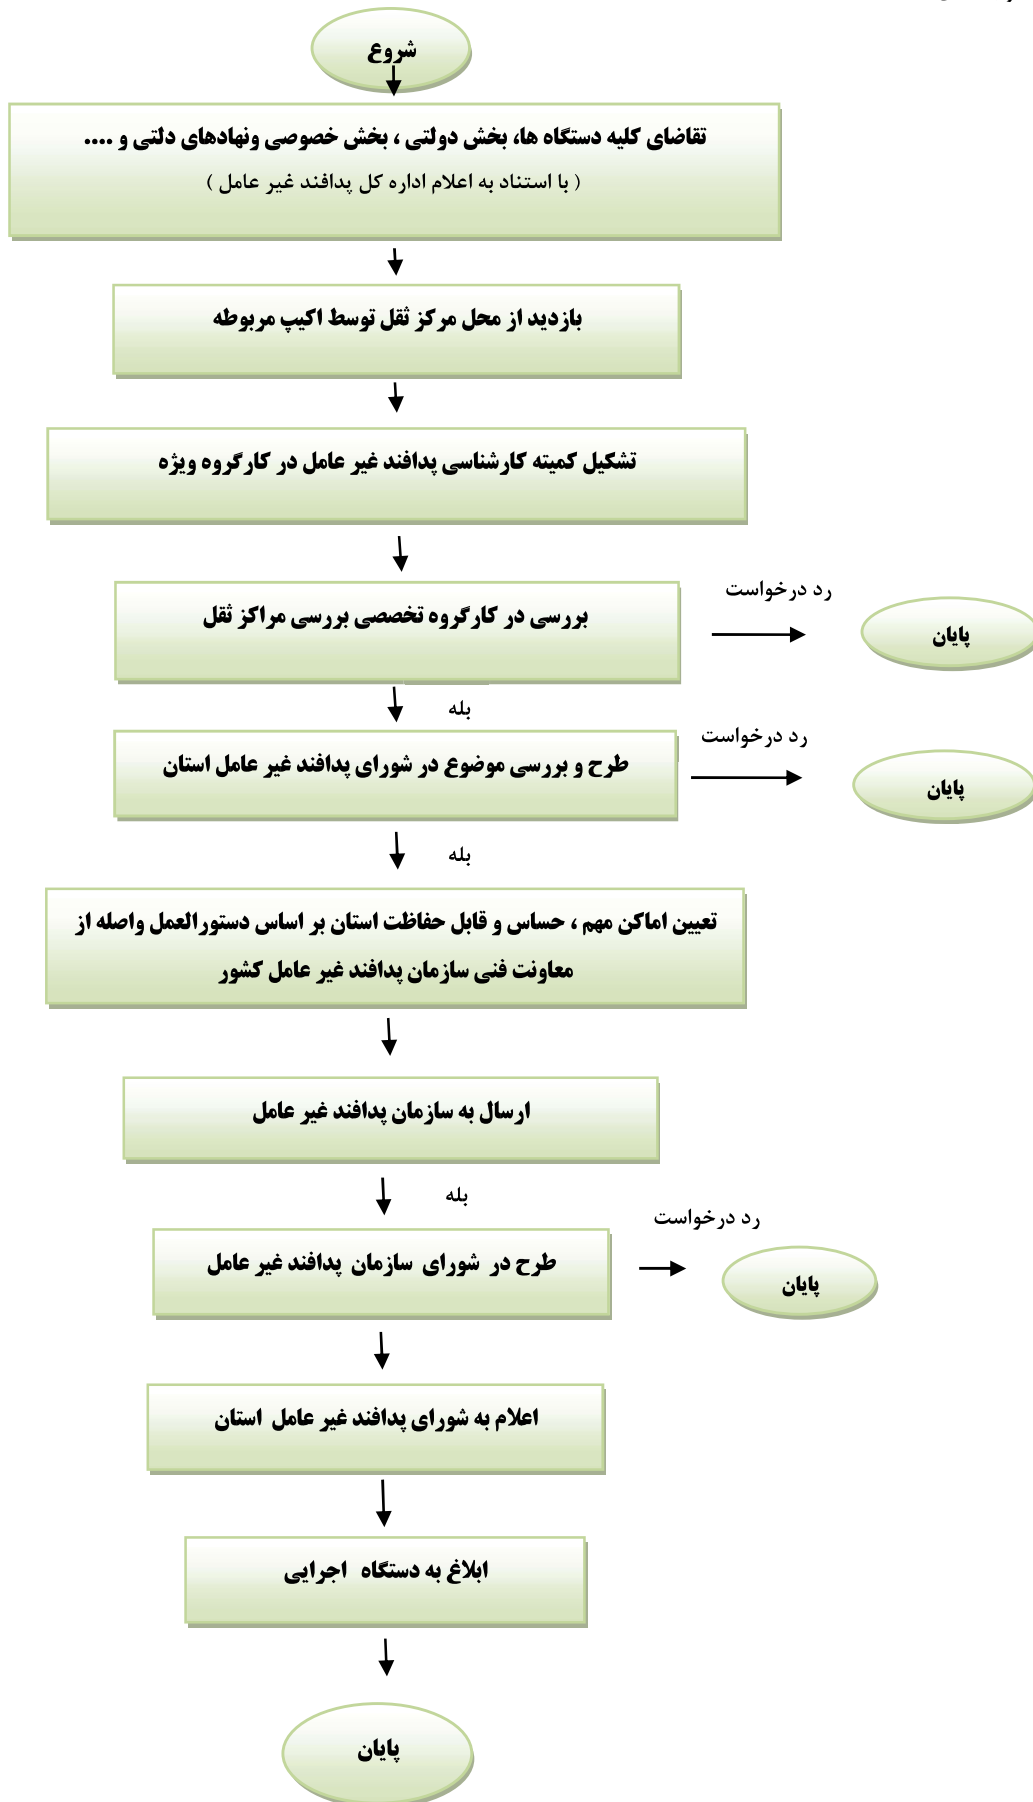 شروع
تقاضای کلیه دستگاه ها، بخش دولتی ، بخش خصوصی ونهادهای دلتی و ....
( با استناد به اعلام اداره کل پدافند غیر عامل )
بازدید از محل مرکز ثقل توسط اکیپ مربوطه
تشکیل کمیته کارشناسی پدافند غیر عامل در کارگروه ویژه
رد درخواست
بررسی در کارگروه تخصصی بررسی مراکز ثقل
پایان
بله
رد درخواست
طرح و بررسی موضوع در شورای پدافند غیر عامل استان
پایان
بله
تعیین اماکن مهم ، حساس و قابل حفاظت استان بر اساس دستورالعمل واصله از
معاونت فنی سازمان پدافند غیر عامل کشور
ارسال به سازمان پدافند غیر عامل
بله
رد درخواست
طرح در شورای سازمان پدافند غیر عامل
پایان
اعلام به شورای پدافند غیر عامل استان
ابلاغ به دستگاه اجرایی
پایان